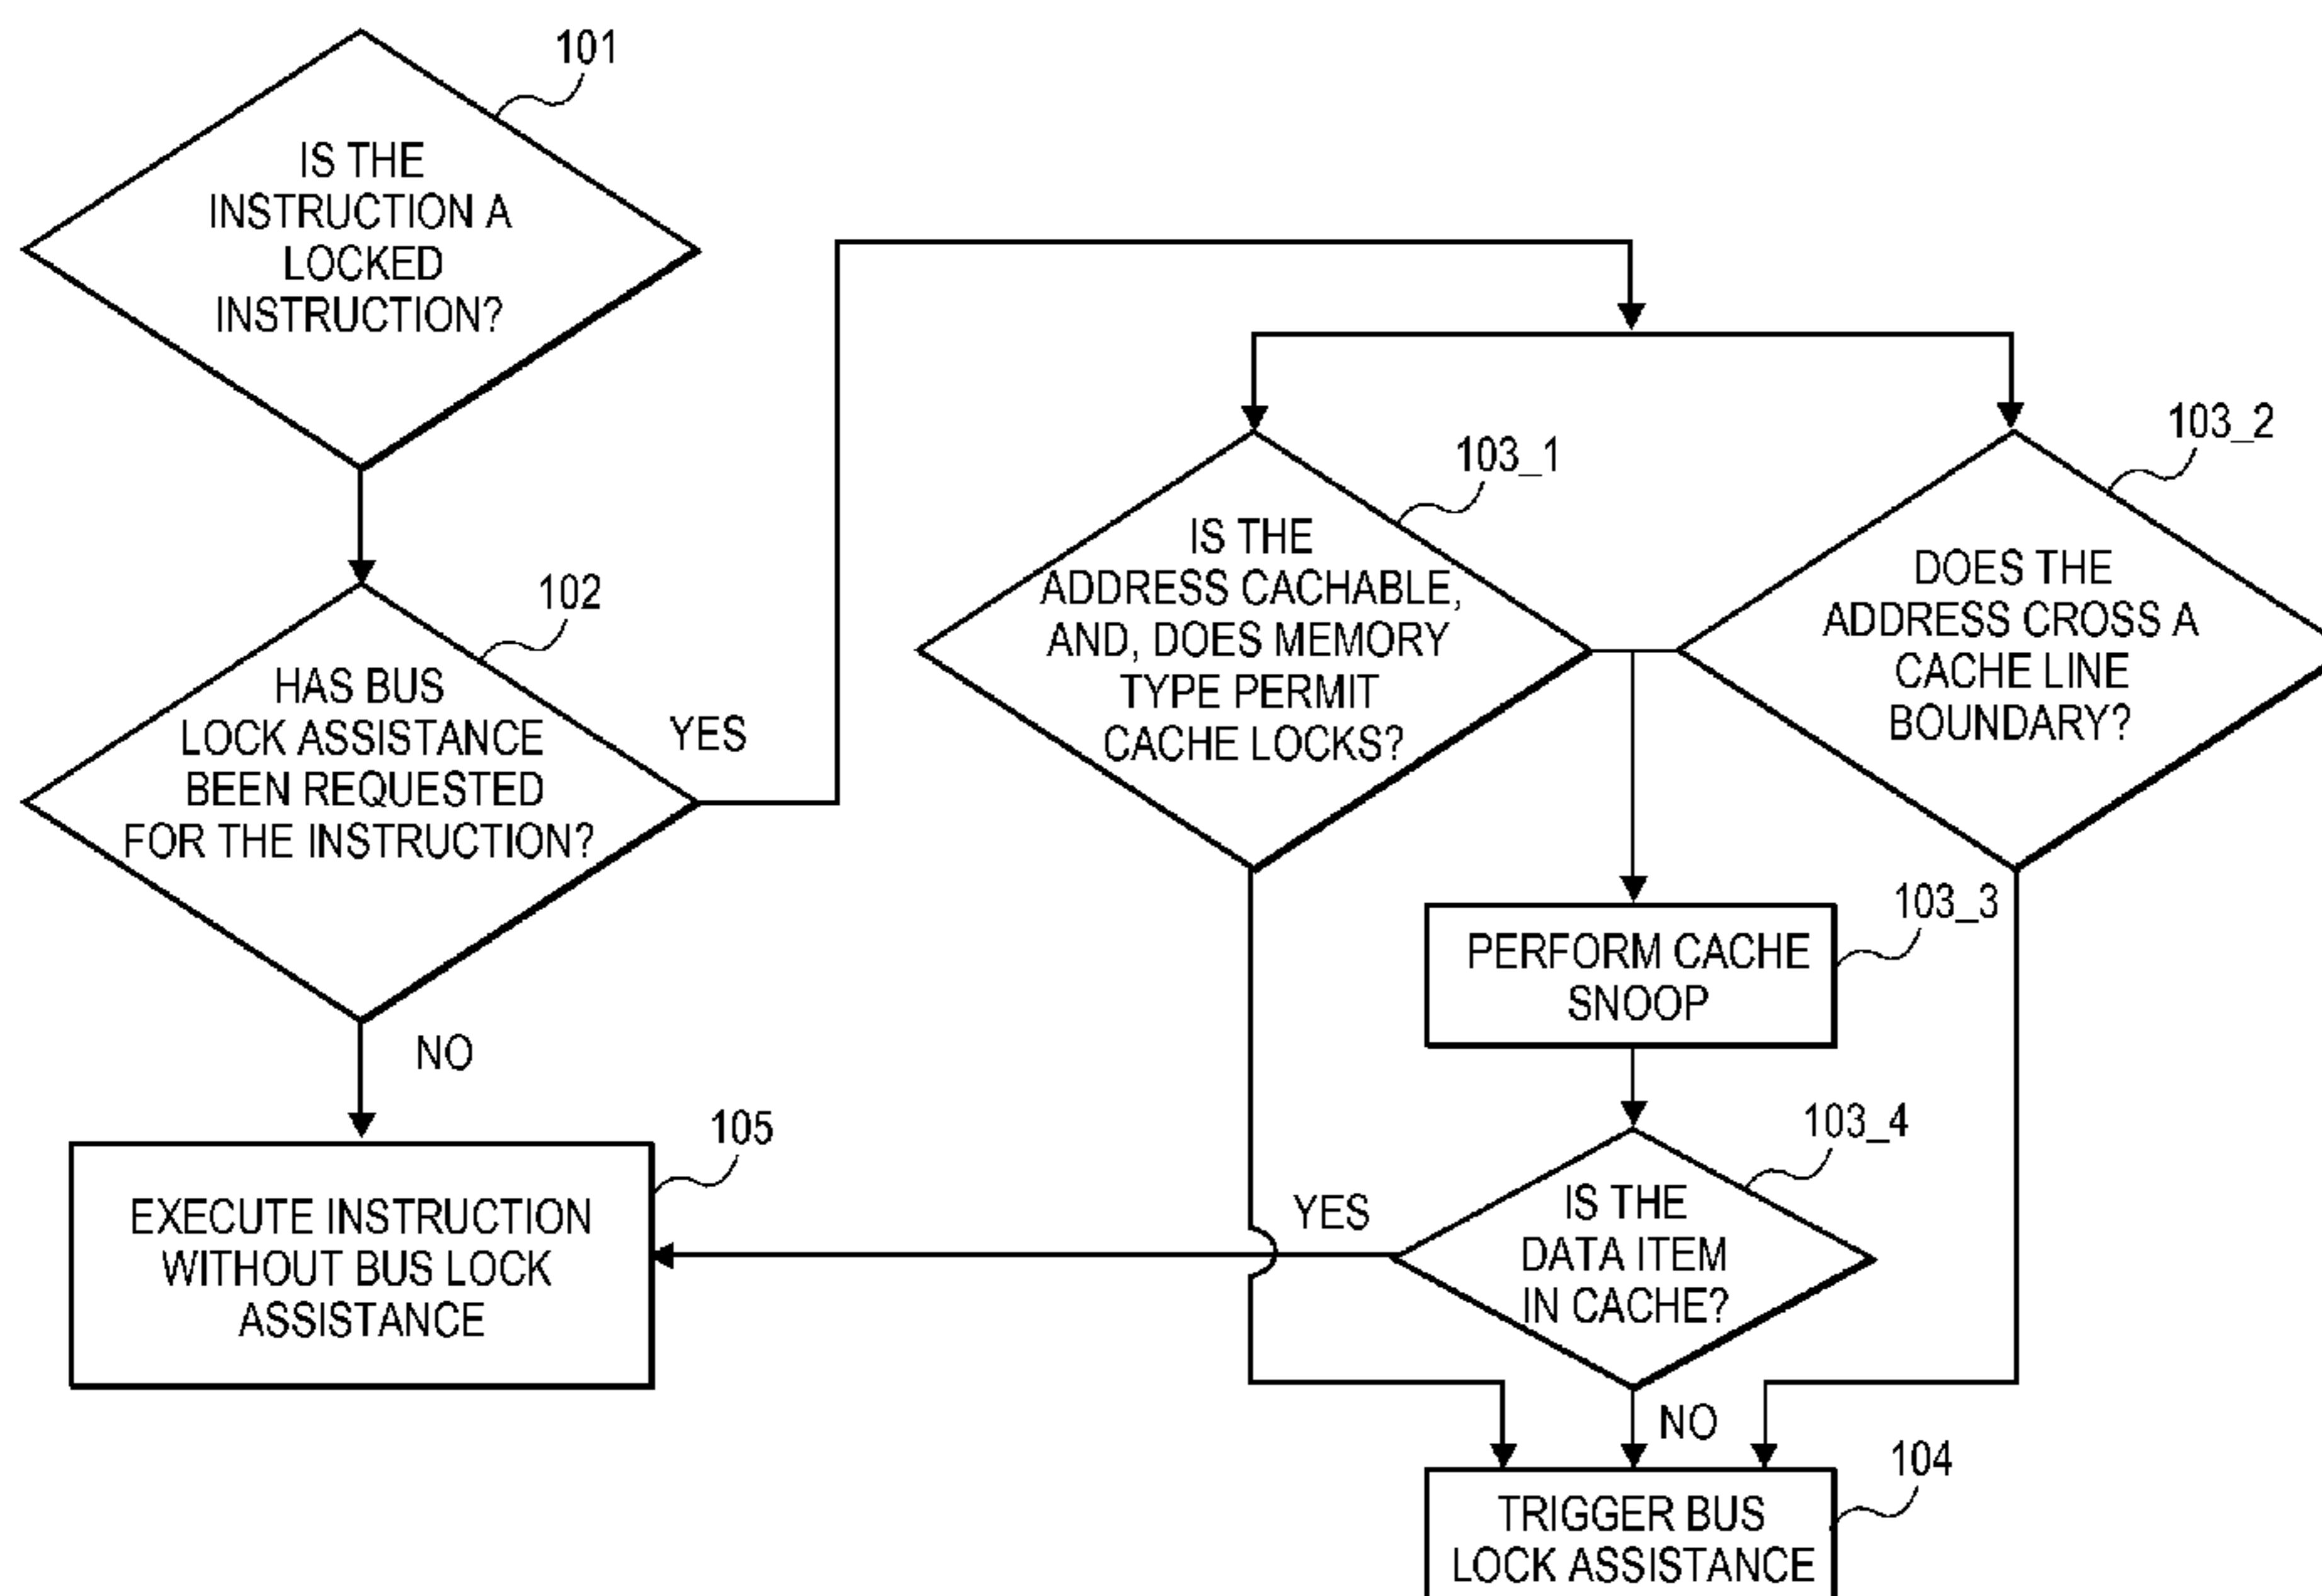 101
IS THE
INSTRUCTION A
LOCKED
INSTRUCTION?
102
HAS BUS
LOCK ASSISTANCE
BEEN REQUESTED
FOR THE INSTRUCTION?
YES
NO
105
EXECUTE INSTRUCTION
WITHOUT BUS LOCK
ASSISTANCE
103_1
IS THE
ADDRESS CACHABLE,
AND, DOES MEMORY
TYPE PERMIT
CACHE LOCKS?
103_2
DOES THE
ADDRESS CROSS A
CACHE LINE
BOUNDARY?
103_3
PERFORM CACHE
SNOOP
103_4
IS THE
DATA ITEM
IN CACHE?
YES
NO
104
TRIGGER BUS
LOCK ASSISTANCE